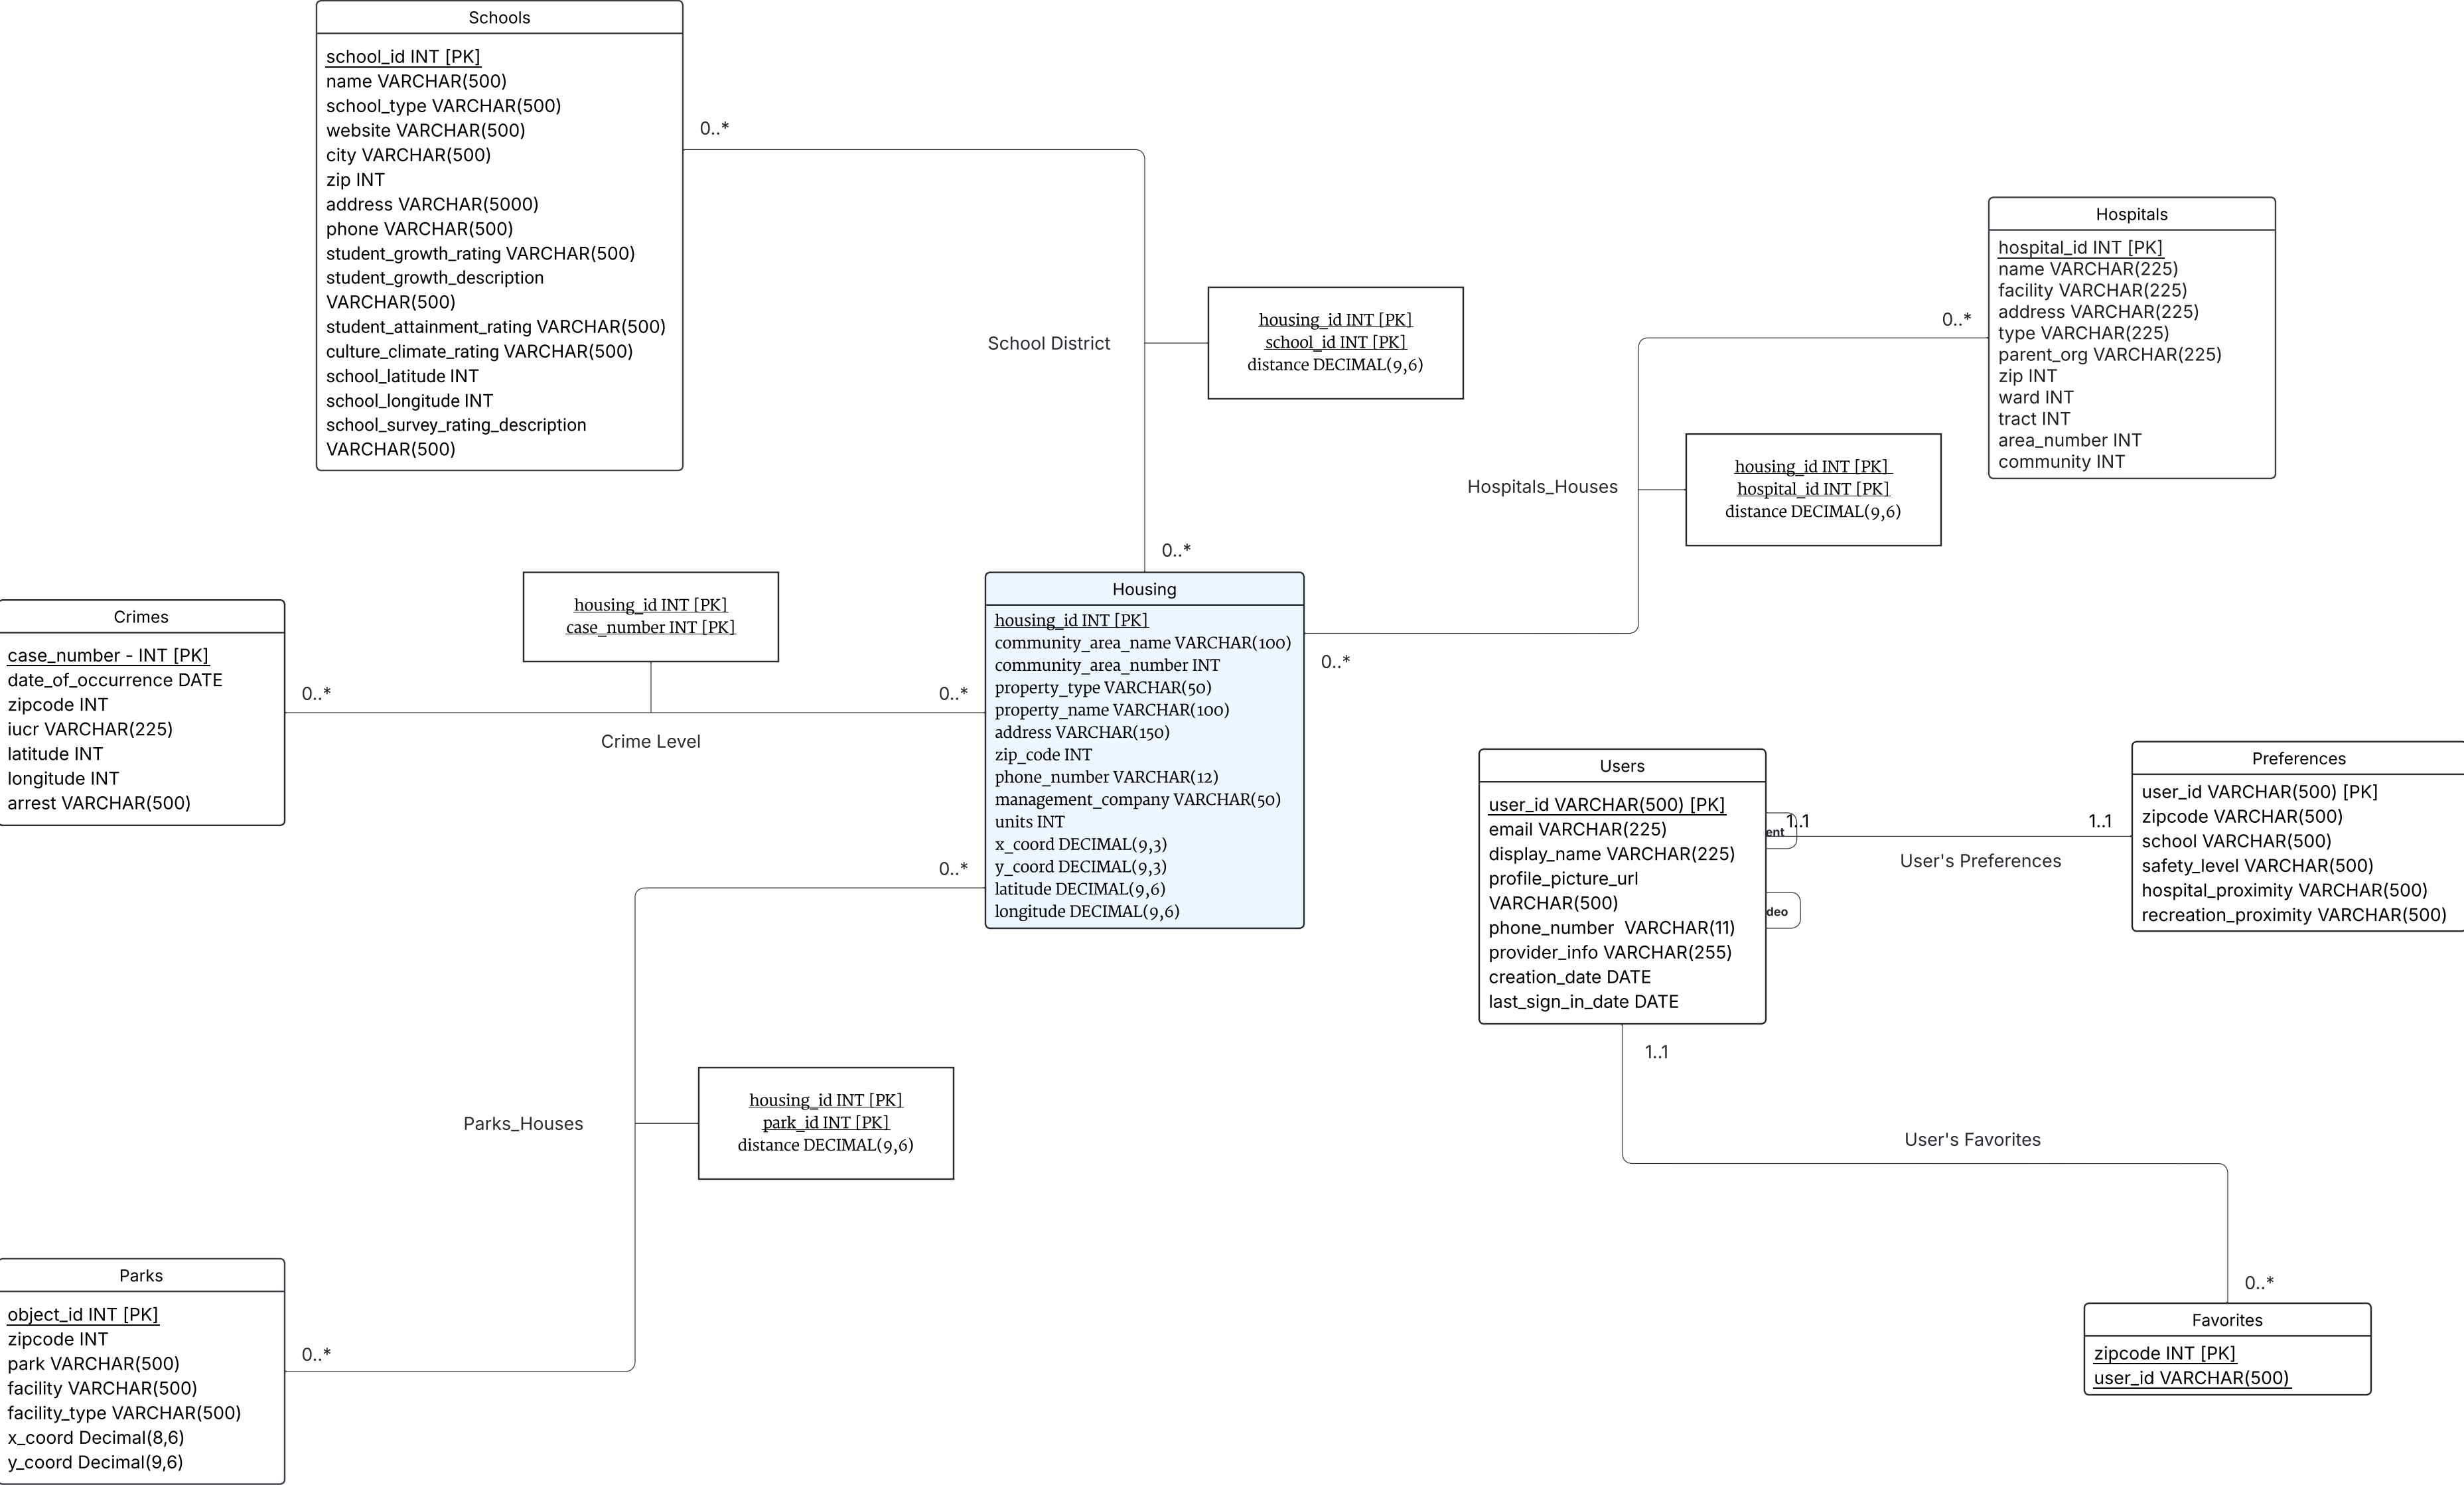 Schools
school_id INT [PK]
name VARCHAR(500)
school_type VARCHAR(500)
website VARCHAR(500)
city VARCHAR(500)
zip INT
address VARCHAR(5000)
phone VARCHAR(500)
student_growth_rating VARCHAR(500)
student_growth_description
VARCHAR(500)
student_attainment_rating VARCHAR(500)
culture_climate_rating VARCHAR(500)
school_latitude INT
school_longitude INT
school_survey_rating_description
VARCHAR(500)
0..*
School District
housing_id INT [PK]
school_id INT [PK]
distance DECIMAL(9,6)
0..*
Hospitals
hospital_id INT [PK]
name VARCHAR(225)
facility VARCHAR(225)
address VARCHAR(225)
type VARCHAR(225)
parent_org VARCHAR(225)
zip INT
ward INT
tract INT
area_number INT
community INT
0..*
Hospitals_Houses
housing_id INT [PK]
hospital_id INT [PK]
distance DECIMAL(9,6)
0..*
Crimes
case_number - INT [PK]
date_of_occurrence DATE
zipcode INT
iucr VARCHAR(225)
latitude INT
longitude INT
arrest VARCHAR(500)
0..*
housing_id INT [PK]
case_number INT [PK]
Crime Level
0..*
Housing
housing_id INT [PK]
community_area_name VARCHAR(100)
community_area_number INT
property_type VARCHAR(50)
property_name VARCHAR(100)
address VARCHAR(150)
zip_code INT
phone_number VARCHAR(12)
management_company VARCHAR(50)
units INT
x_coord DECIMAL(9,3)
y_coord DECIMAL(9,3)
latitude DECIMAL(9,6)
longitude DECIMAL(9,6)
0..*
Parks_Houses
housing_id INT [PK]
park_id INT [PK]
distance DECIMAL(9,6)
Parks
object_id INT [PK]
zipcode INT
park VARCHAR(500)
facility VARCHAR(500)
facility_type VARCHAR(500)
x_coord Decimal(8,6)
y_coord Decimal(9,6)
0..*
Users
user_id VARCHAR(500) [PK]
email VARCHAR(225)
display_name VARCHAR(225)
profile_picture_url
VARCHAR(500)
phone_number VARCHAR(11)
provider_info VARCHAR(255)
creation_date DATE
last_sign_in_date DATE
ent
deo
1..1
1..1
User's Preferences
Preferences
user_id VARCHAR(500) [PK]
zipcode VARCHAR(500)
school VARCHAR(500)
safety_level VARCHAR(500)
hospital_proximity VARCHAR(500)
recreation_proximity VARCHAR(500)
1..1
User's Favorites
0..*
Favorites
zipcode INT [PK]
user_id VARCHAR(500)